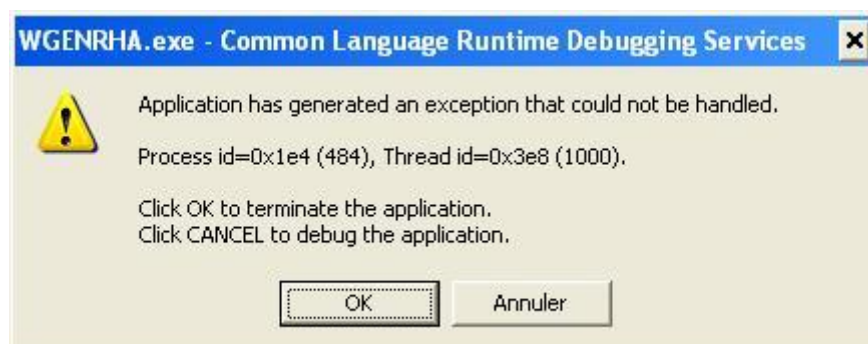 WGENRHA.exe - Common Language Runtime Debugging Services
Application has generated an exception that could not be handled.
Process id=0x1e4 (484), Thread id=0x3e8 (1000).
Click OK to terminate the application.
Click CANCEL to debug the application.
OK Annuler